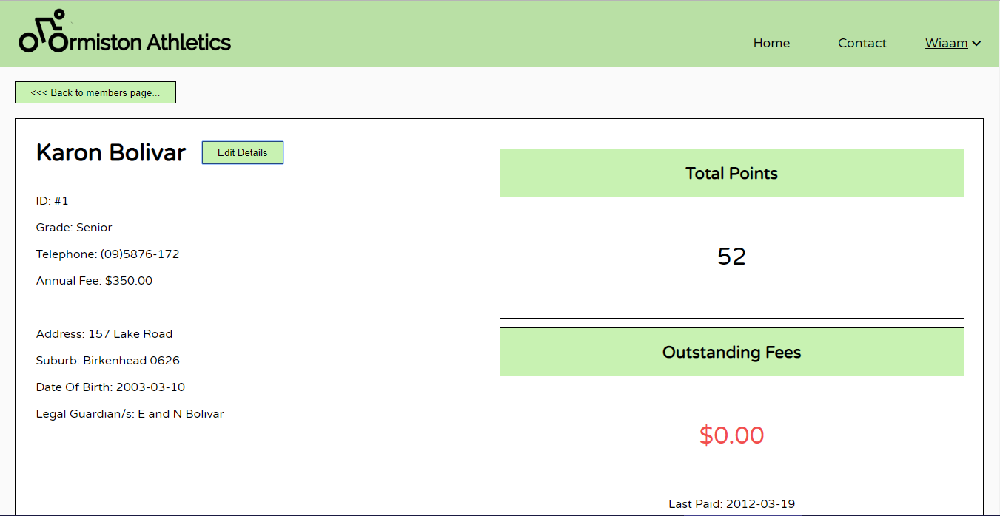 Ormiston Athletics
Home
Contact
Wiaam
<<< Back to members page...
Karon Bolivar
Edit Details
ID: #1
Grade: Senior
Telephone: (09)5876-172
Annual Fee: $350.00
Address: 157 Lake Road
Suburb: Birkenhead 0626
Date Of Birth: 2003-03-10
Legal Guardian/s: E and N Bolivar
Total Points
52
Outstanding Fees
$0.00
Last Paid: 2012-03-19